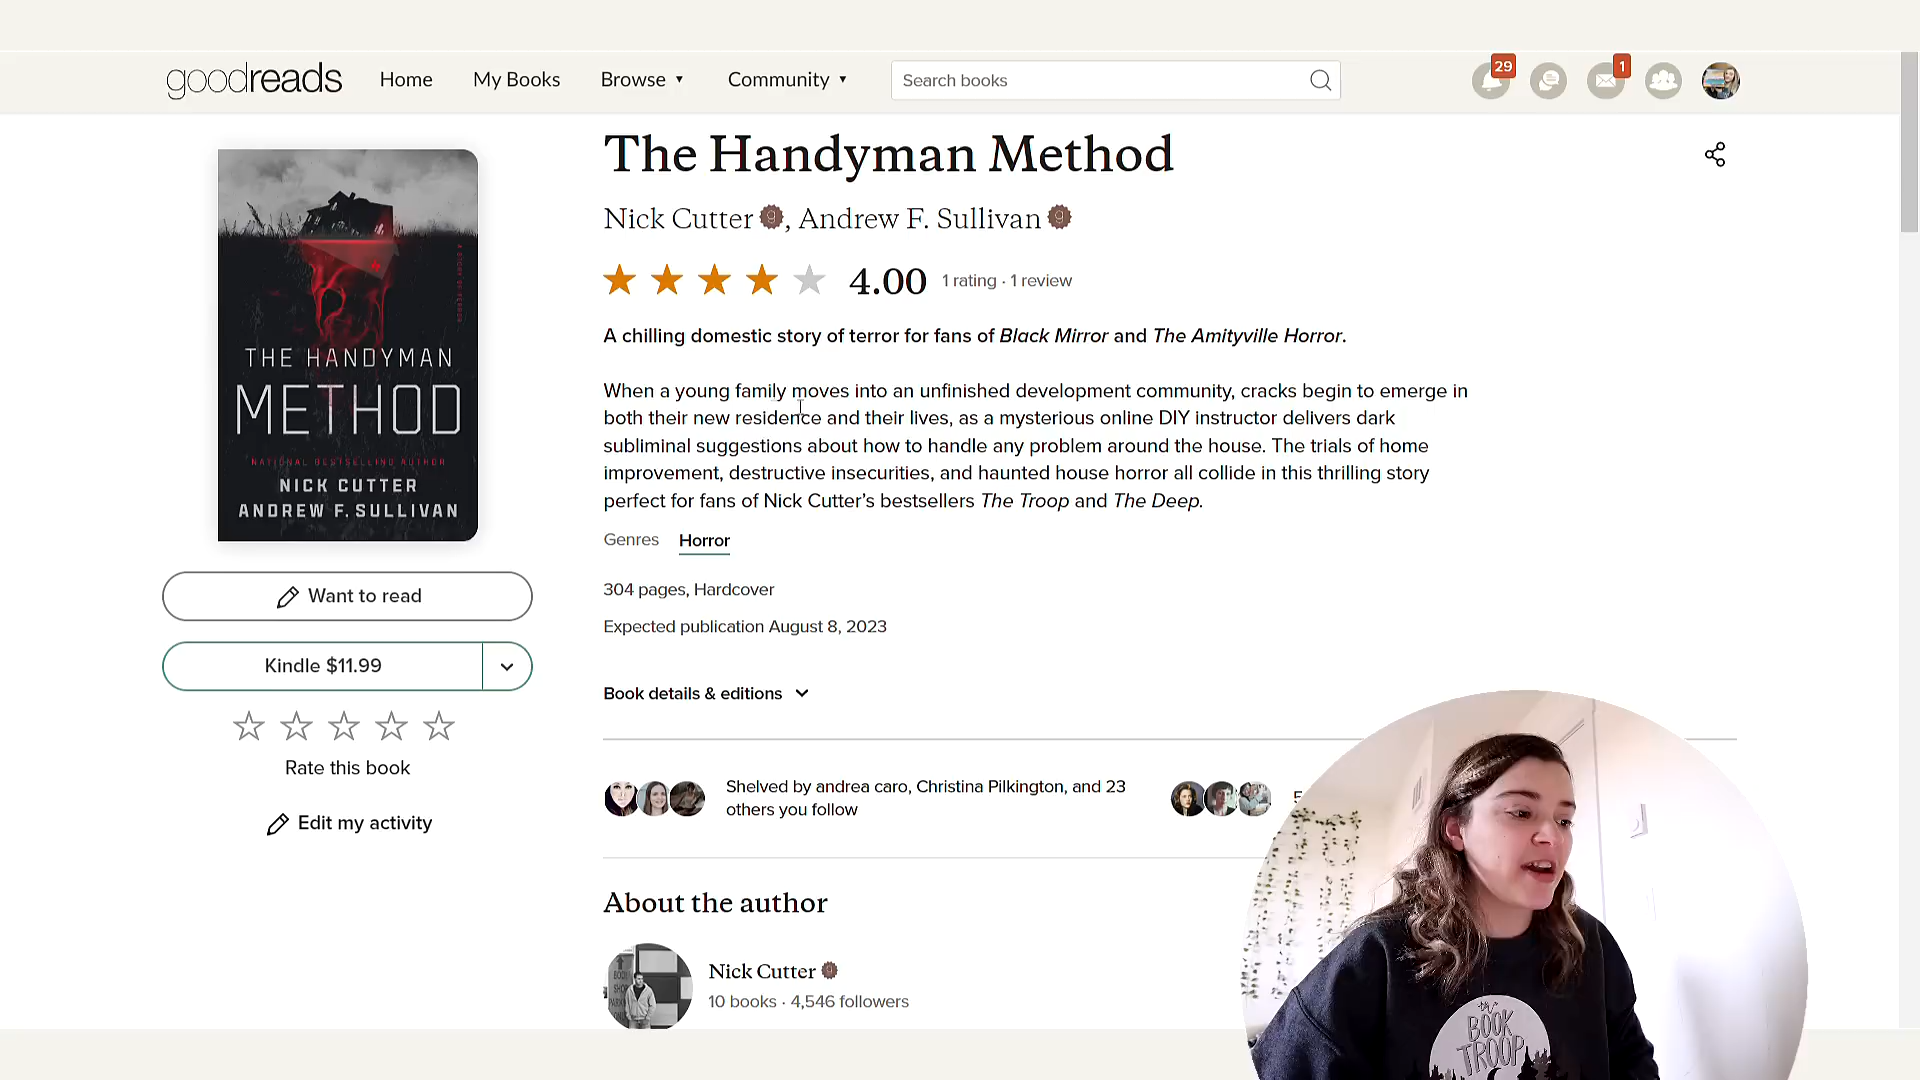 goodreads Home My Books Browse Community Search books 29 1
The Handyman Method
Nick Cutter, Andrew F. Sullivan
4.00 1 rating · 1 review
A chilling domestic story of terror for fans of Black Mirror and The Amityville Horror.
When a young family moves into an unfinished development community, cracks begin to emerge in
both their new residence and their lives, as a mysterious online DIY instructor delivers dark
subliminal suggestions about how to handle any problem around the house. The trials of home
improvement, destructive insecurities, and haunted house horror all collide in this thrilling story
perfect for fans of Nick Cutter's bestsellers The Troop and The Deep.
Genres Horror
304 pages, Hardcover
Expected publication August 8, 2023
Book details & editions
Shelved by andrea caro, Christina Pilkington, and 23
others you follow
About the author
Nick Cutter
10 books · 4,546 followers
THE HANDYMAN
METHOD
NATIONAL BESTSELLING AUTHOR
NICK CUTTER
ANDREW F. SULLIVAN
Want to read
Kindle $11.99
Rate this book
Edit my activity
the
BOOK
TROOP